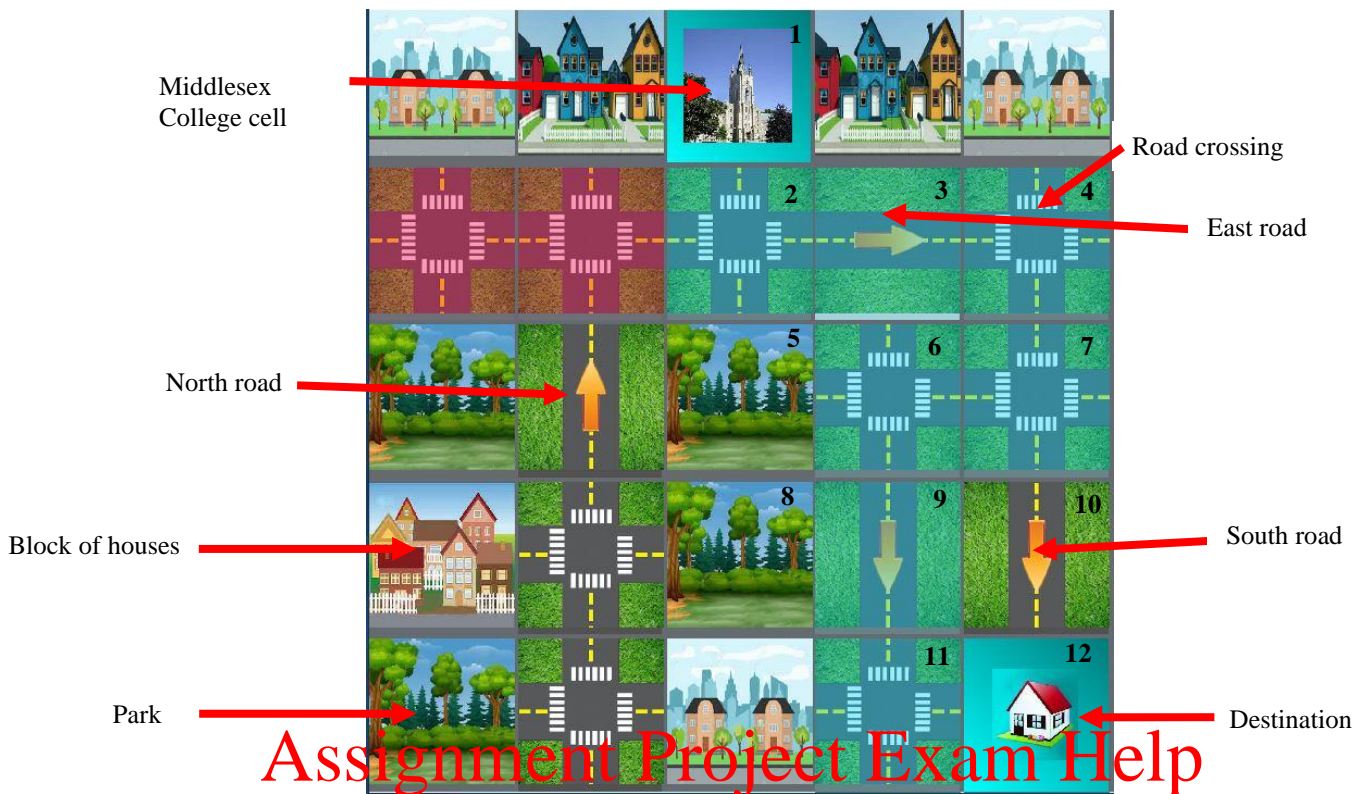 1
Middlesex
College cell
Road crossing
2
3
4
East road
5
6
7
North road
8
9
10
Block of houses
South road
11
12
Park
Destination
Assignment Project Exam Help